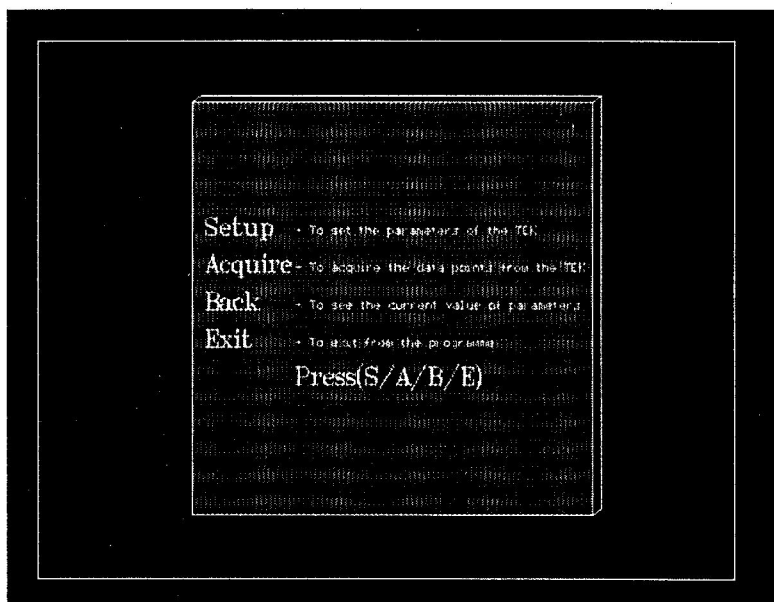 Setup - To set the parameters of the TEK
Acquire - To acquire the data points from the TEK
Back - To see the current value of parameters
Exit - To exit from the programme
Press(S/A/B/E)